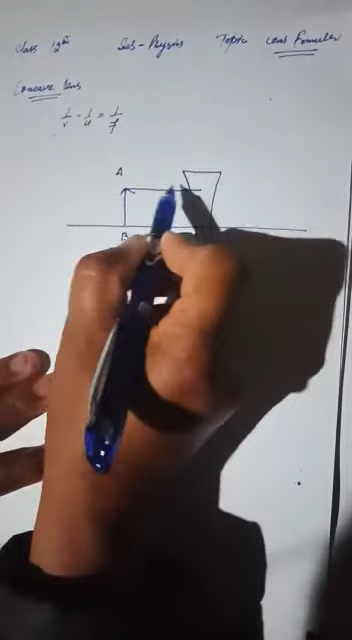 Class 12th Sub-Physics Topic Lens Formula
Concave lens
1/v - 1/u = 1/f
A
B